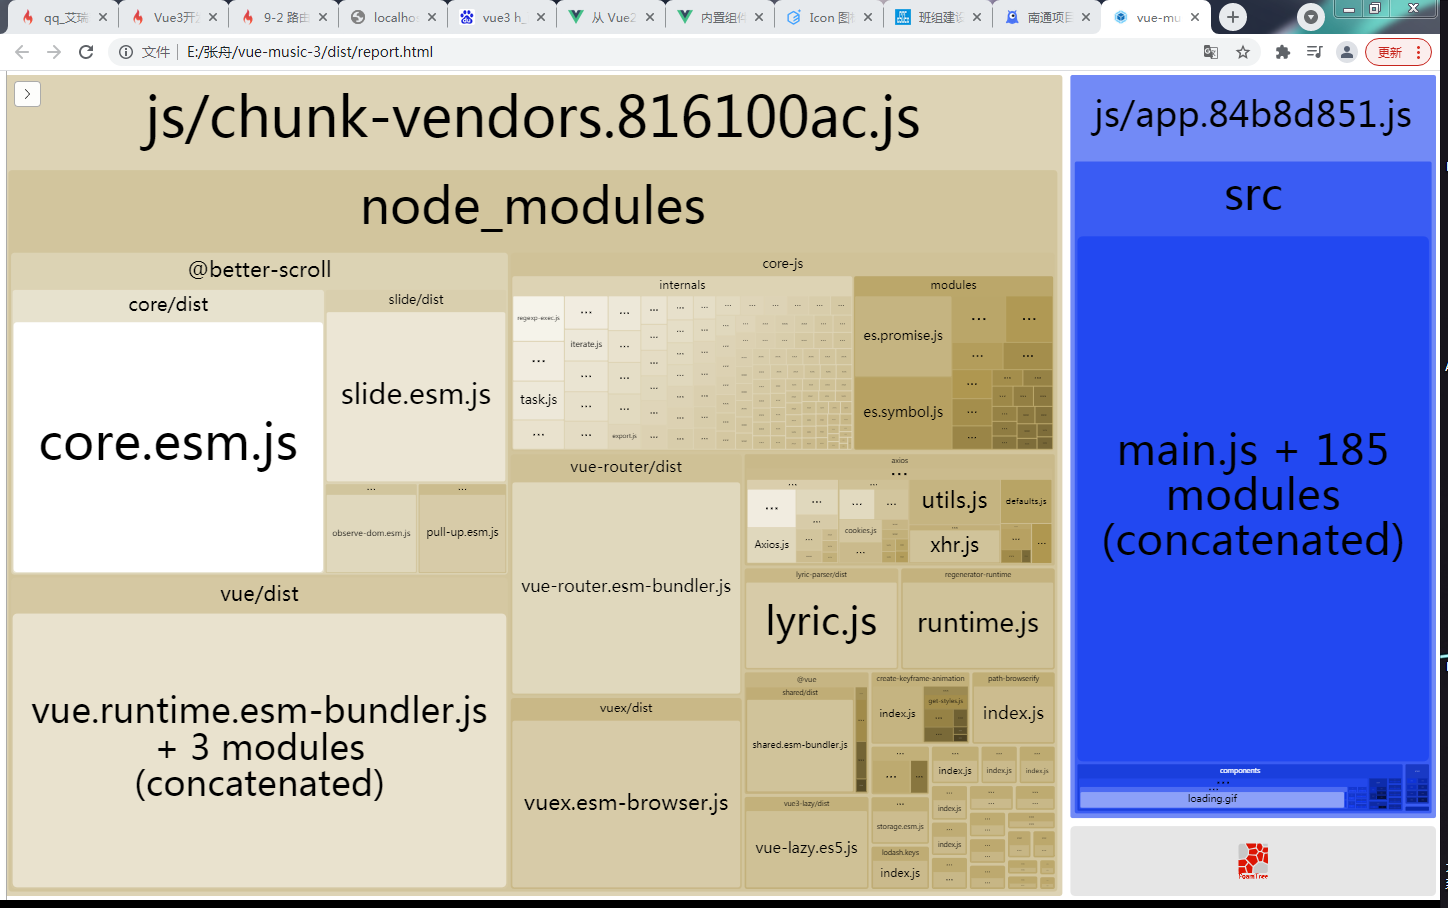 qq_艾瑞
Vue3开
9-2 路由
localho
vue3 h_
从 Vue2
内置组件
Icon 图
班组建设
南通项目
vue-mu
文件
E:/张舟/vue-music-3/dist/report.html
更新
js/chunk-vendors.816100ac.js
node_modules
@better-scroll
core/dist
core.esm.js
slide/dist
slide.esm.js
...
observe-dom.esm.js
...
pull-up.esm.js
vue/dist
vue.runtime.esm-bundler.js
+ 3 modules
(concatenated)
core-js
internals
regexp-exec.js
iterate.js
task.js
export.js
modules
es.promise.js
es.symbol.js
vue-router/dist
vue-router.esm-bundler.js
vuex/dist
vuex.esm-browser.js
axios
...
Axios.js
cookies.js
utils.js
xhr.js
defaults.js
lyric-parser/dist
lyric.js
regenerator-runtime
runtime.js
@vue
shared/dist
shared.esm-bundler.js
create-keyframe-animation
index.js
get-styles.js
path-browserify
index.js
index.js
index.js
index.js
vue3-lazy/dist
vue-lazy.es5.js
storage.esm.js
lodash.keys
index.js
index.js
index.js
js/app.84b8d851.js
src
main.js + 185
modules
(concatenated)
components
...
loading.gif
FoamTree